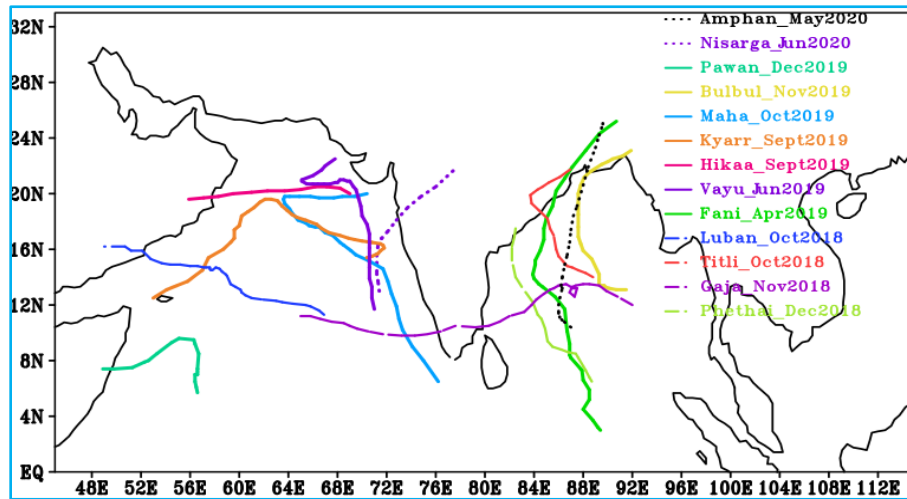 32N
28N
24N
20N
16N
12N
8N
4N
EQ
48E 52E 56E 60E 64E 68E 72E 76E 80E 84E 88E 92E 96E 100E 104E 108E 112E
Amphan_May2020
Nisarga_Jun2020
Pawan_Dec2019
Bulbul_Nov2019
Maha_Oct2019
Kyarr_Sept2019
Hikaa_Sept2019
Vayu_Jun2019
Fani_Apr2019
Luban_Oct2018
Titli_Oct2018
Gaja_Nov2018
Phethai_Dec2018